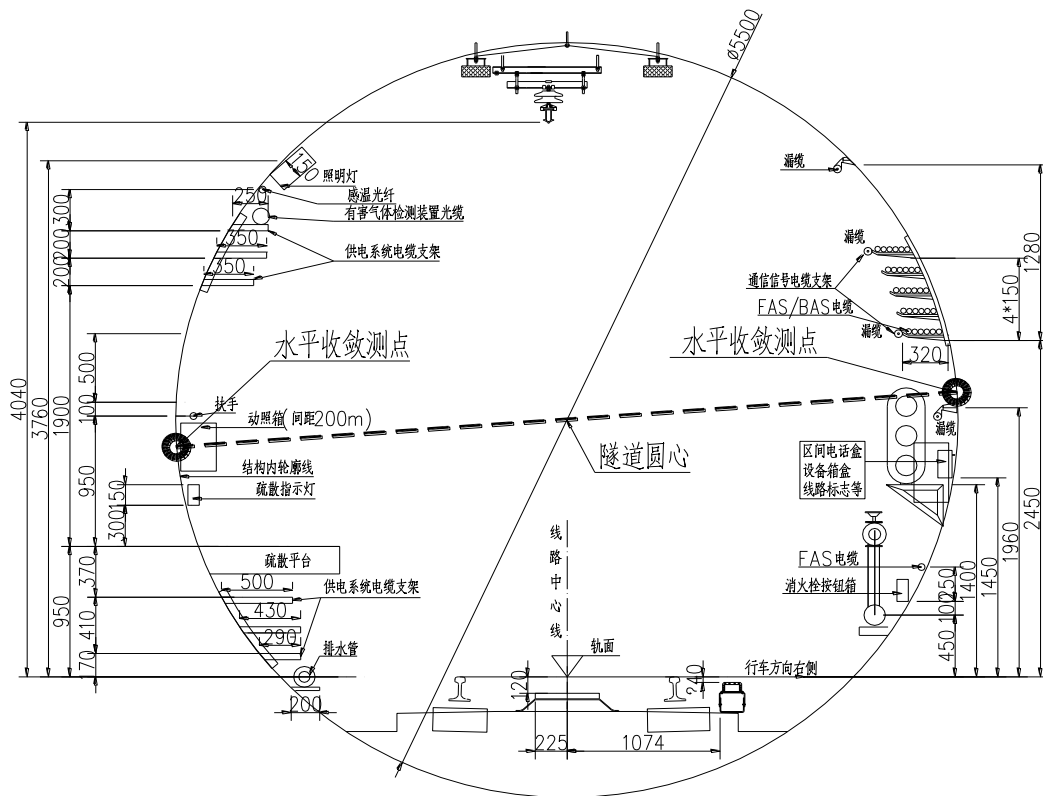 ø5500
150
照明灯
漏缆
感温光纤
250
有害气体检测装置光缆
300
200
200
350
350
供电系统电缆支架
漏缆
通信信号电缆支架
FAS/BAS电缆
漏缆
320
4*150
1280
水平收敛测点
水平收敛测点
4040
3760
1900
500
100
950
扶手
动照箱(间距200m)
漏缆
隧道圆心
区间电话盒
设备箱盒
线路标志等
结构内轮廓线
疏散指示灯
150
300
2450
1960
1450
1400
线路中心线
疏散平台
FAS电缆
消火栓按钮箱
250
100
450
950
370
410
170
500
供电系统电缆支架
430
290
排水管
200
轨面
行车方向右侧
120
240
225
1074